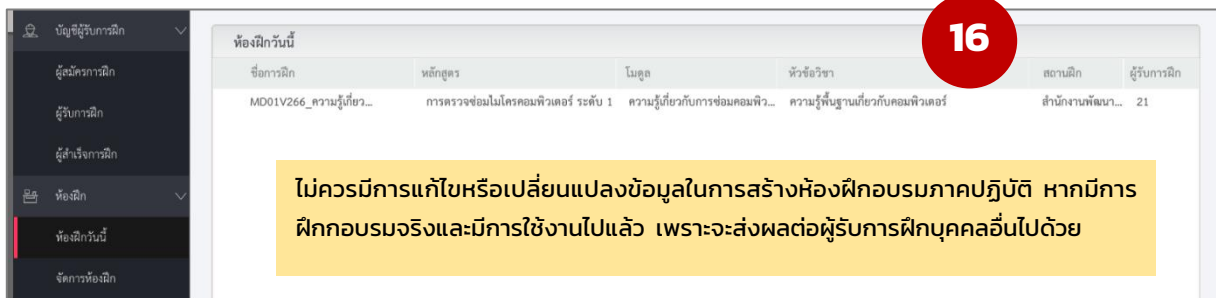 บัญชีผู้รับการฝึก
ผู้สมัครการฝึก
ผู้รับการฝึก
ผู้สำเร็จการฝึก
ห้องฝึก
ห้องฝึกวันนี้
จัดการห้องฝึก
ห้องฝึกวันนี้
16
ชื่อการฝึก หลักสูตร โมดูล หัวข้อวิชา สถานฝึก ผู้รับการฝึก
MD01V266_ความรู้เกี่ยว... การตรวจซ่อมไมโครคอมพิวเตอร์ ระดับ 1 ความรู้เกี่ยวกับการซ่อมคอมพิว... ความรู้พื้นฐานเกี่ยวกับคอมพิวเตอร์ สำนักงานพัฒนา... 21
ไม่ควรมีการแก้ไขหรือเปลี่ยนแปลงข้อมูลในการสร้างห้องฝึกอบรมภาคปฏิบัติ หากมีการ
ฝึกกอบรมจริงและมีการใช้งานไปแล้ว เพราะจะส่งผลต่อผู้รับการฝึกบุคคลอื่นไปด้วย